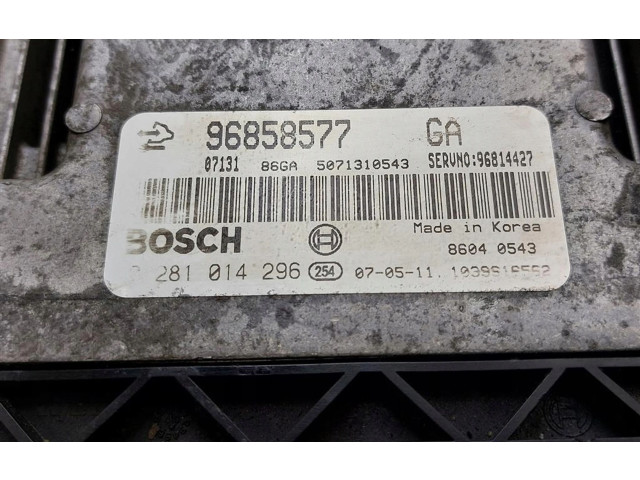 96858577 GA
07131 86GA 5071310543 SERVNO:96814427
BOSCH
Made in Korea
8604 0543
281 014 296 254 07-05-11.